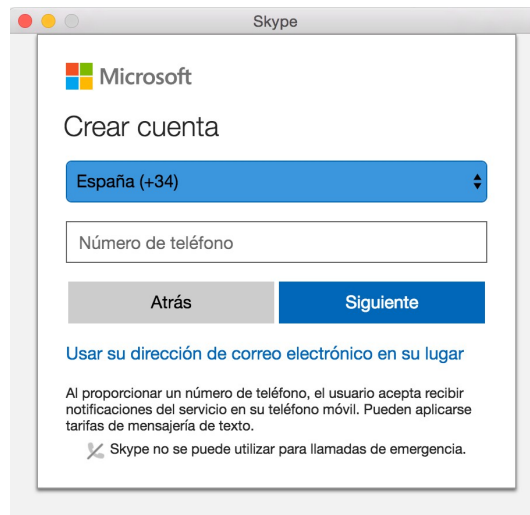 Skype
Microsoft
Crear cuenta
España (+34)
Número de teléfono
Atrás
Siguiente
Usar su dirección de correo electrónico en su lugar
Al proporcionar un número de teléfono, el usuario acepta recibir
notificaciones del servicio en su teléfono móvil. Pueden aplicarse
tarifas de mensajería de texto.
Skype no se puede utilizar para llamadas de emergencia.